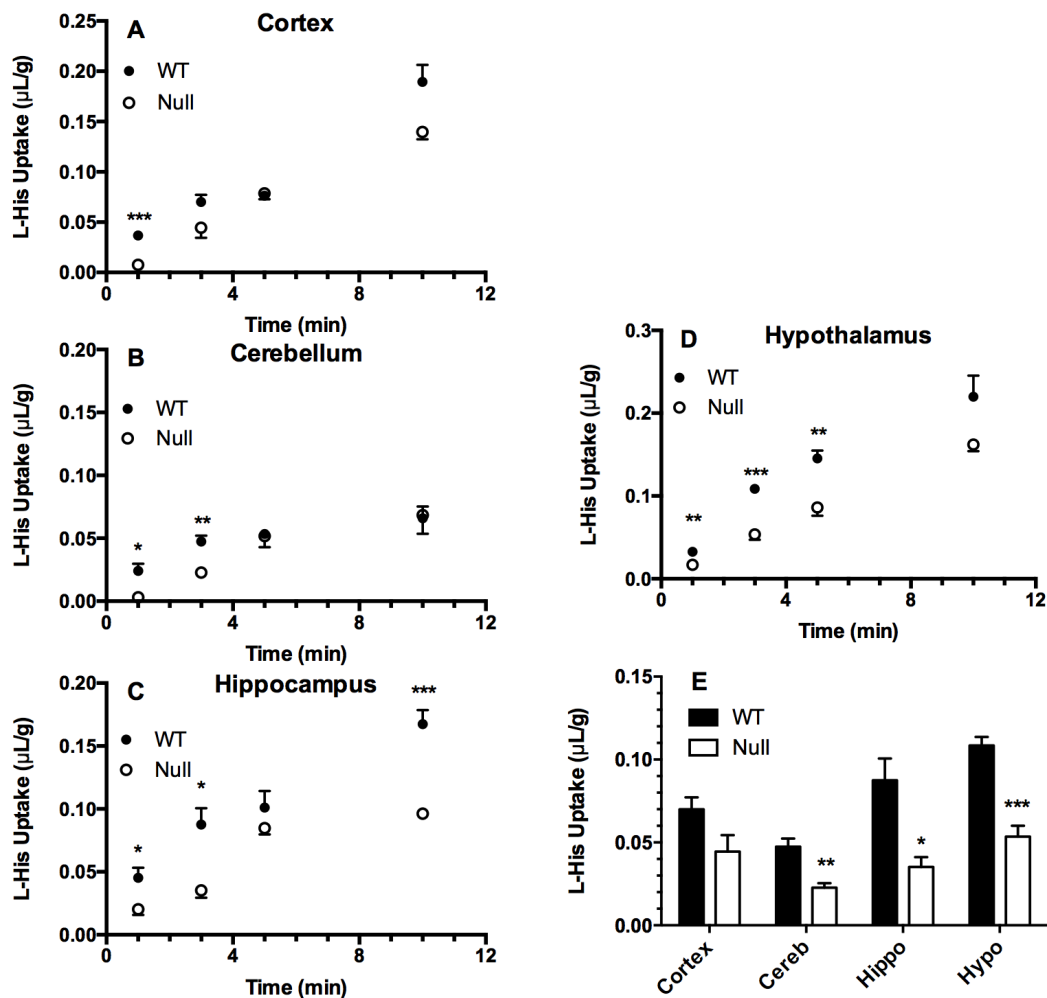 A
Cortex
WT
Null
L-His Uptake (µL/g)
0.25
0.20
0.15
0.10
0.05
0.00
***
0 4 8 12
Time (min)
B
Cerebellum
WT
Null
L-His Uptake (µL/g)
0.20
0.15
0.10
0.05
0.00
*
**
0 4 8 12
Time (min)
C
Hippocampus
WT
Null
L-His Uptake (µL/g)
0.20
0.15
0.10
0.05
0.00
*
*
***
0 4 8 12
Time (min)
D
Hypothalamus
WT
Null
L-His Uptake (µL/g)
0.3
0.2
0.1
0.0
**
***
**
0 4 8 12
Time (min)
E
WT
Null
L-His Uptake (µL/g)
0.15
0.10
0.05
0.00
**
*
***
Cortex
Cereb
Hippo
Hypo